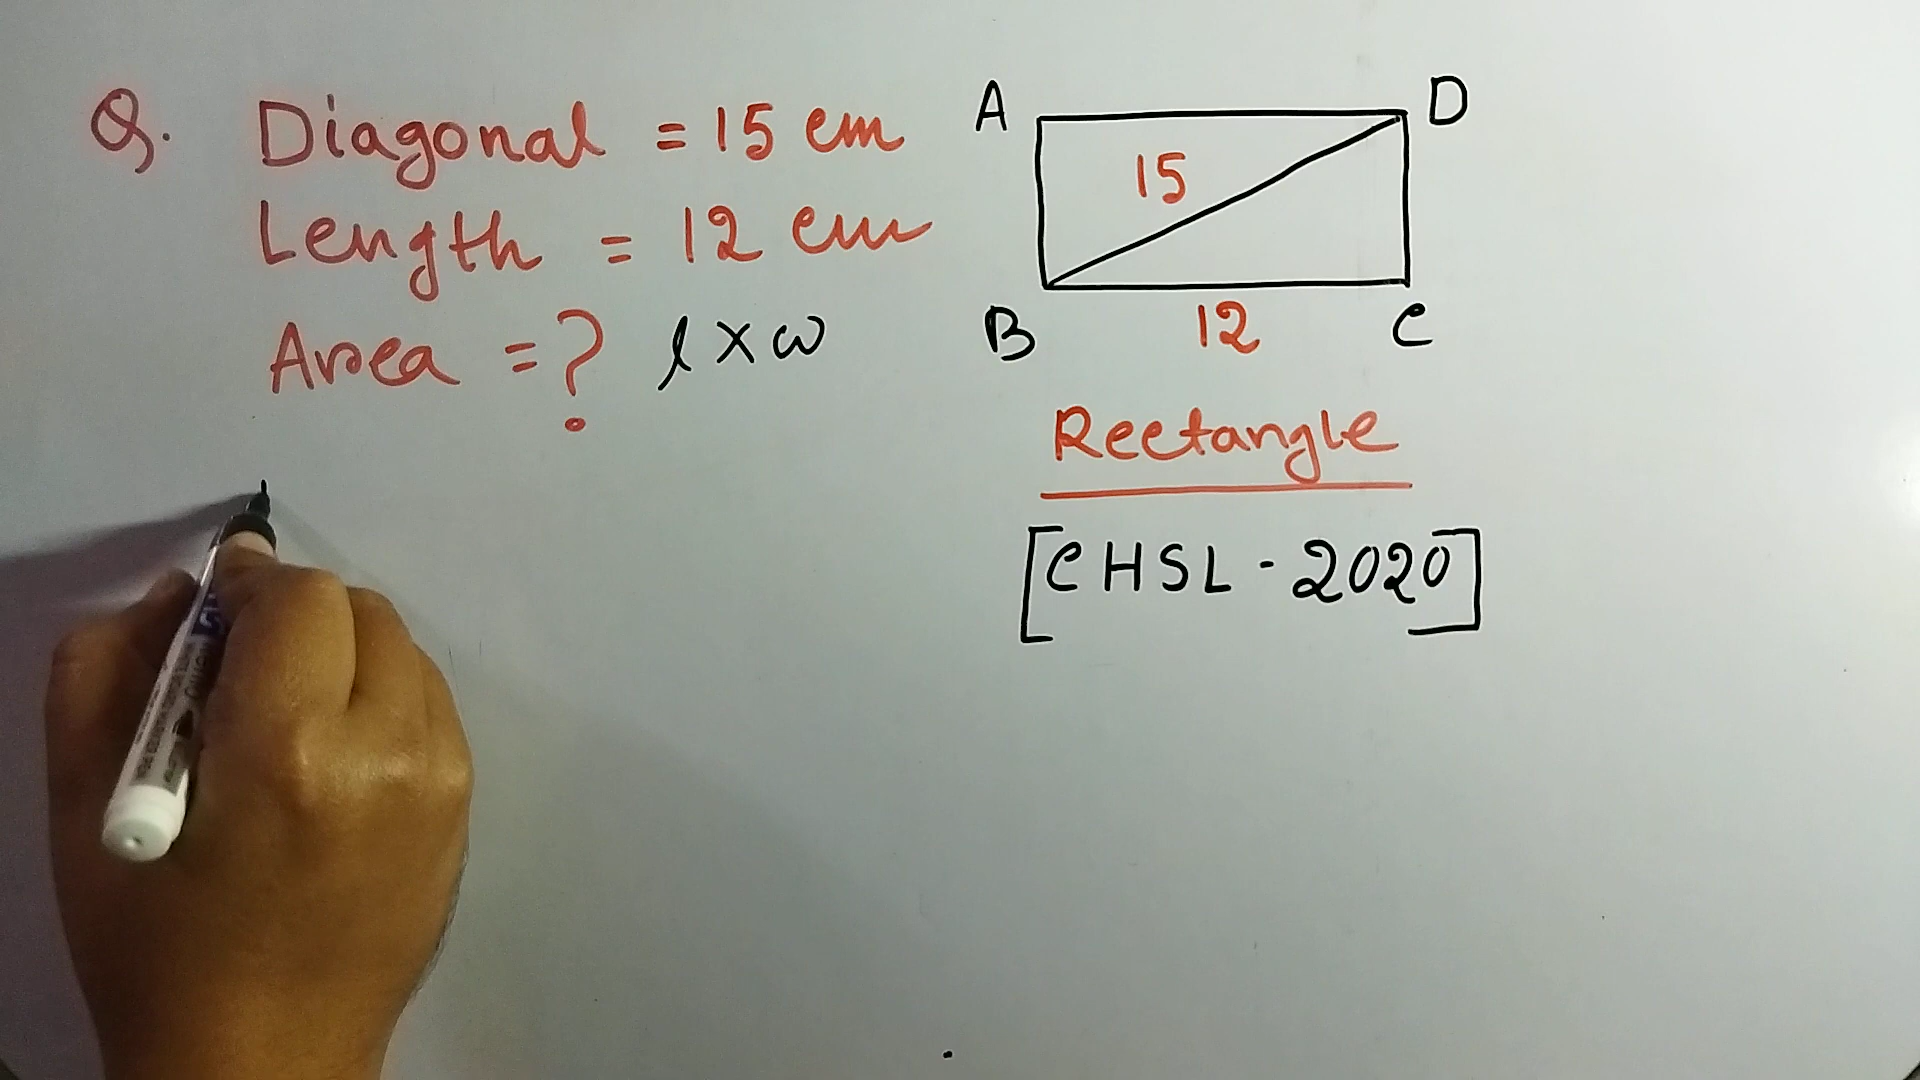 Q. Diagonal = 15 cm
Length = 12 cm
Area = ? l × w
A
D
15
B
12
C
Rectangle
[CHSL - 2020]